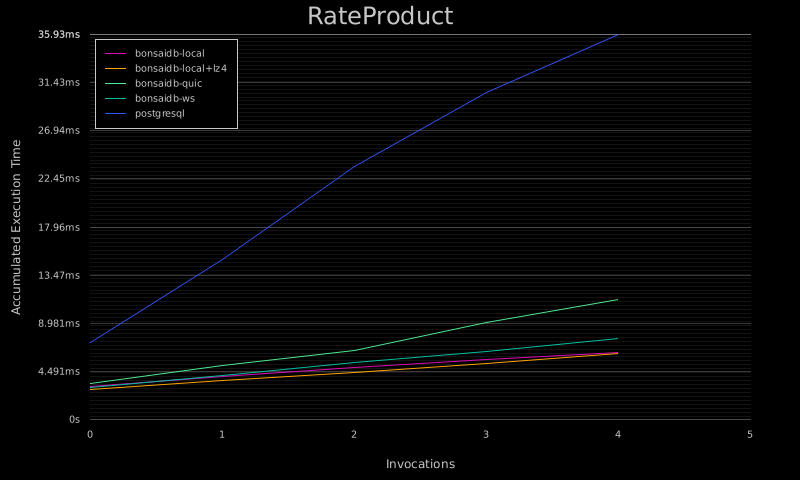 RateProduct
35.93ms
bonsaidb-local
bonsaidb-local+lz4
bonsaidb-quic
bonsaidb-ws
postgresql
31.43ms
26.94ms
22.45ms
17.96ms
13.47ms
8.981ms
4.491ms
0s
Accumulated Execution Time
0 1 2 3 4 5
Invocations